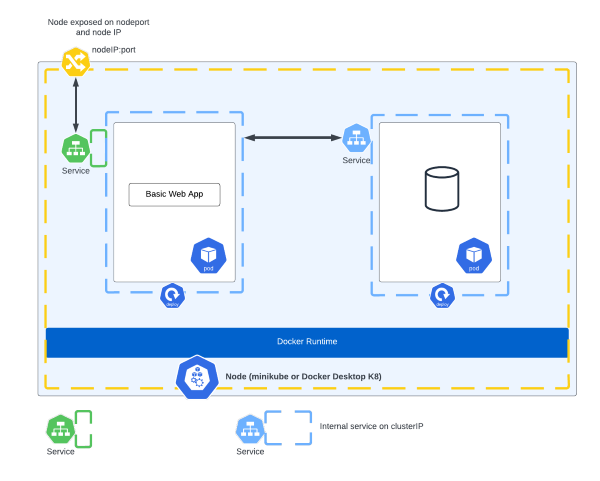 Node exposed on nodeport
and node IP
nodeIP:port
Service
Service
Basic Web App
pod
pod
deploy
deploy
Docker Runtime
Node (minikube or Docker Desktop K8)
Service
Service
Internal service on clusterIP